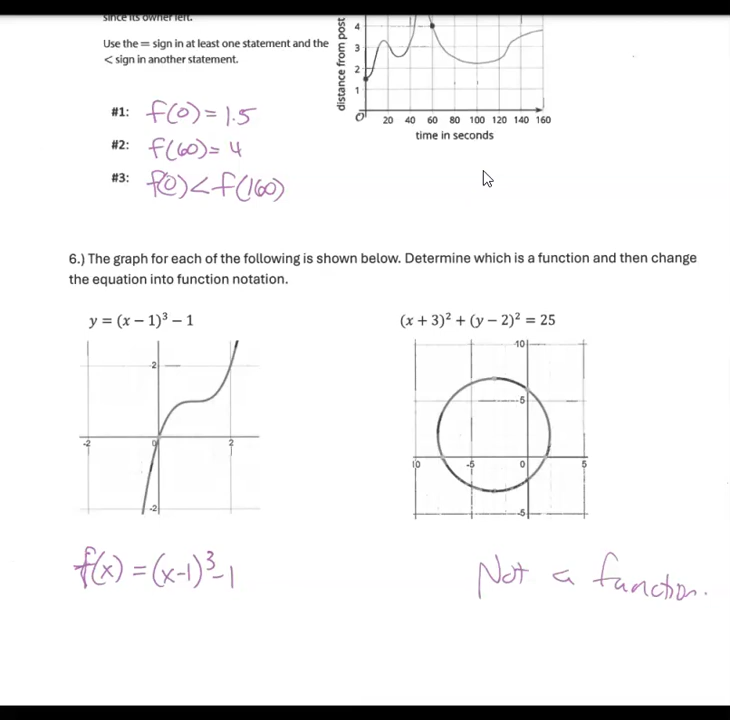 since its owner left.
Use the = sign in at least one statement and the
< sign in another statement.
#1: f(0) = 1.5
#2: f(60) = 4
#3: f(0) < f(160)
distance from post
4
3
2
1
0
20 40 60 80 100 120 140 160
time in seconds
6.) The graph for each of the following is shown below. Determine which is a function and then change
the equation into function notation.
y = (x – 1)³ – 1
(x + 3)² + (y – 2)² = 25
2
-2 0 2
-2
10
5
10 -5 0 5
-5
f(x) = (x-1)³-1
Not a function.